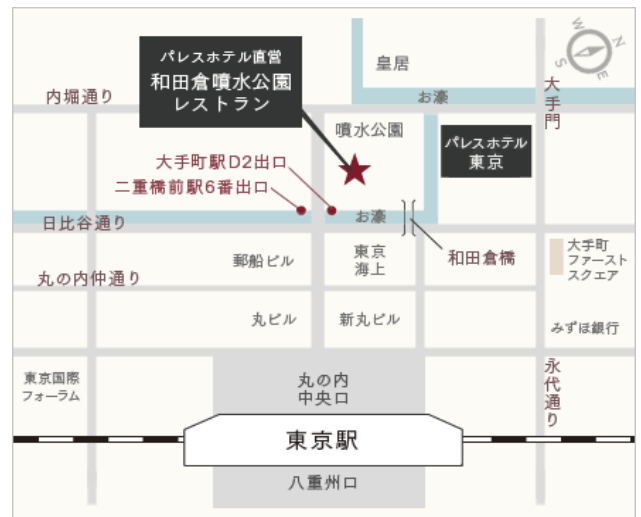 パレスホテル直営
和田倉噴水公園
レストラン
皇居
お濠
大手門
W
N
S
E
内堀通り
噴水公園
パレスホテル
東京
大手町駅D2出口
二重橋前駅6番出口
お濠
日比谷通り
和田倉橋
郵船ビル
東京
海上
大手町
ファースト
スクエア
丸の内仲通り
丸ビル
新丸ビル
みずほ銀行
東京国際
フォーラム
丸の内
中央口
永代通り
東京駅
八重州口